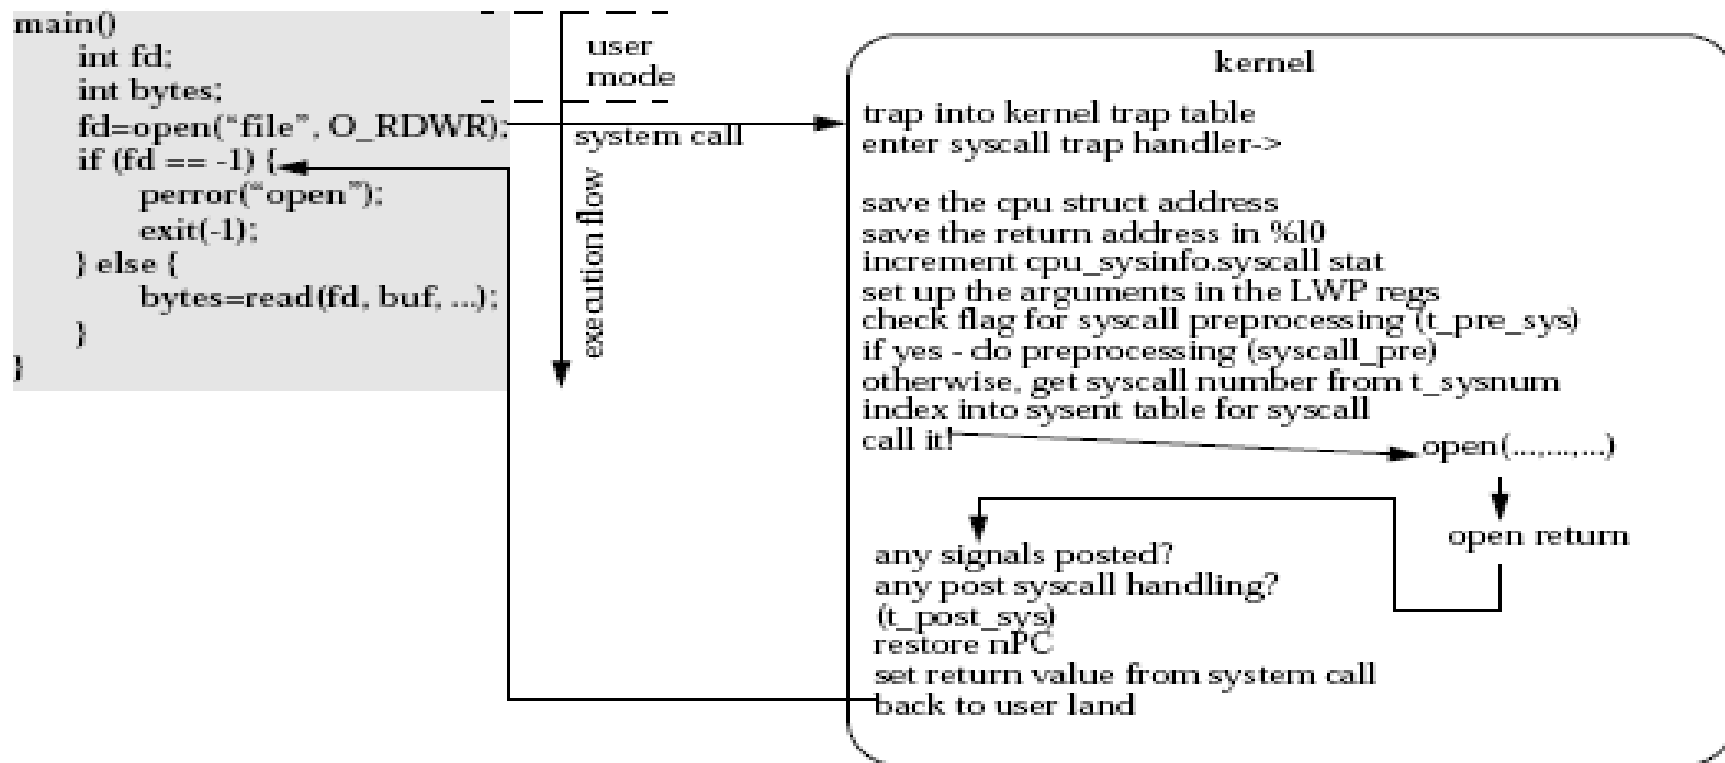 main()
int fd;
int bytes;
fd=open(“file”, O_RDWR);
if (fd == -1) {
perror(“open”);
exit(-1);
} else {
bytes=read(fd, buf, ...);
}
}
user
mode
system call
execution flow
kernel
trap into kernel trap table
enter syscall trap handler->
save the cpu struct address
save the return address in %l0
increment cpu_sysinfo.syscall stat
set up the arguments in the LWP regs
check flag for syscall preprocessing (t_pre_sys)
if yes - do preprocessing (syscall_pre)
otherwise, get syscall number from t_sysnum
index into sysent table for syscall
call it!
open(...,...,...)
open return
any signals posted?
any post syscall handling?
(t_post_sys)
restore nPC
set return value from system call
back to user land